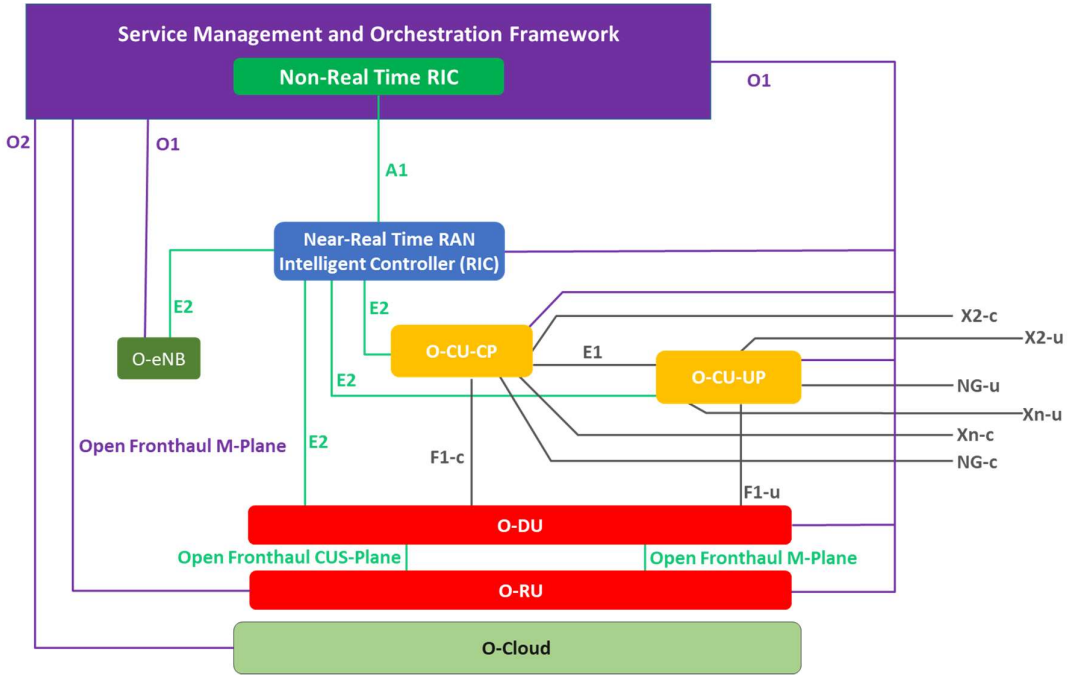 Service Management and Orchestration Framework
Non-Real Time RIC
O1
O2
O1
A1
Near-Real Time RAN
Intelligent Controller (RIC)
E2
E2
X2-c
O-CU-CP
X2-u
E1
O-eNB
O-CU-UP
E2
NG-u
Xn-u
Xn-c
Open Fronthaul M-Plane
E2
F1-c
NG-c
F1-u
O-DU
Open Fronthaul CUS-Plane
Open Fronthaul M-Plane
O-RU
O-Cloud